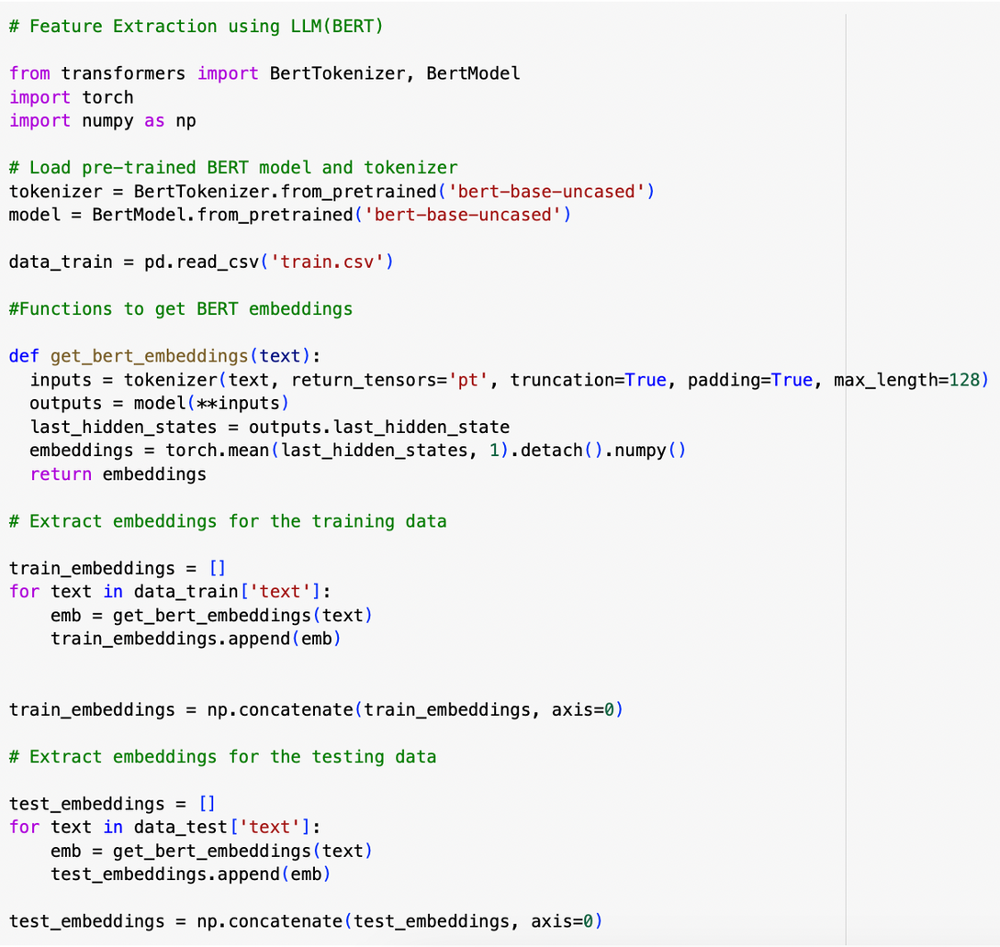 # Feature Extraction using LLM(BERT)
from transformers import BertTokenizer, BertModel
import torch
import numpy as np
# Load pre-trained BERT model and tokenizer
tokenizer = BertTokenizer.from_pretrained('bert-base-uncased')
model = BertModel.from_pretrained('bert-base-uncased')
data_train = pd.read_csv('train.csv')
#Functions to get BERT embeddings
def get_bert_embeddings(text):
  inputs = tokenizer(text, return_tensors='pt', truncation=True, padding=True, max_length=128)
  outputs = model(**inputs)
  last_hidden_states = outputs.last_hidden_state
  embeddings = torch.mean(last_hidden_states, 1).detach().numpy()
  return embeddings
# Extract embeddings for the training data
train_embeddings = []
for text in data_train['text']:
    emb = get_bert_embeddings(text)
    train_embeddings.append(emb)
train_embeddings = np.concatenate(train_embeddings, axis=0)
# Extract embeddings for the testing data
test_embeddings = []
for text in data_test['text']:
    emb = get_bert_embeddings(text)
    test_embeddings.append(emb)
test_embeddings = np.concatenate(test_embeddings, axis=0)